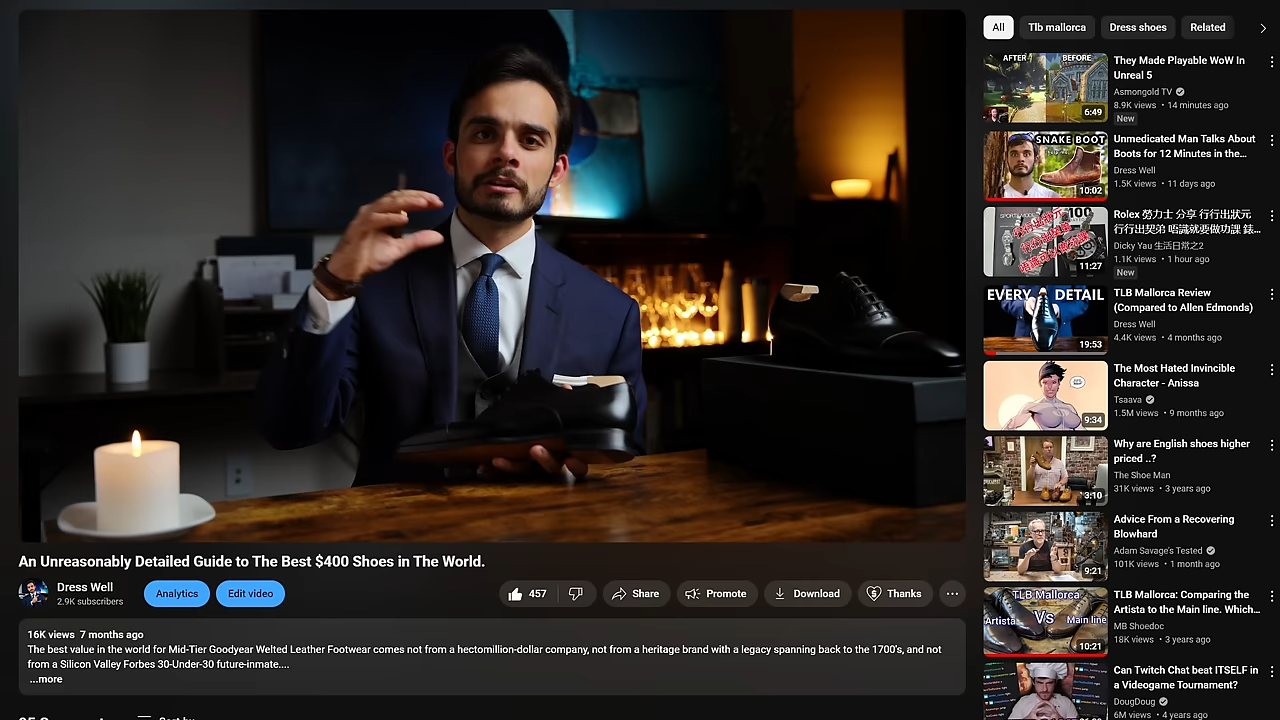 All
Tlb mallorca
Dress shoes
Related
AFTER
BEFORE
6:49
They Made Playable WoW In
Unreal 5
Asmongold TV
8.9K views • 14 minutes ago
New
SNAKE BOOT
10:02
Unmedicated Man Talks About
Boots for 12 Minutes in the...
Dress Well
1.5K views • 11 days ago
11:27
Rolex 勞力士 分享 行行出狀元
Dicky Yau 生活日常之2
1.1K views • 1 hour ago
New
EVERY DETAIL
19:53
TLB Mallorca Review
(Compared to Allen Edmonds)
Dress Well
4.4K views • 4 months ago
9:34
The Most Hated Invincible
Character - Anissa
Tsaava
1.5M views • 9 months ago
3:10
Why are English shoes higher
priced ..?
The Shoe Man
31K views • 3 years ago
9:21
Advice From a Recovering
Blowhard
Adam Savage's Tested
101K views • 1 month ago
TLB Mallorca
Artista Vs Main line
10:21
TLB Mallorca: Comparing the
Artista to the Main line. Which...
MB Shoedoc
18K views • 3 years ago
Can Twitch Chat beat ITSELF in
a Videogame Tournament?
DougDoug
6M views • 4 years ago
An Unreasonably Detailed Guide to The Best $400 Shoes in The World.
Dress Well
2.9K subscribers
Analytics
Edit video
457
Share
Promote
Download
Thanks
16K views 7 months ago
The best value in the world for Mid-Tier Goodyear Welted Leather Footwear comes not from a hectomillion-dollar company, not from a heritage brand with a legacy spanning back to the 1700's, and not
from a Silicon Valley Forbes 30-Under-30 future-inmate....
...more